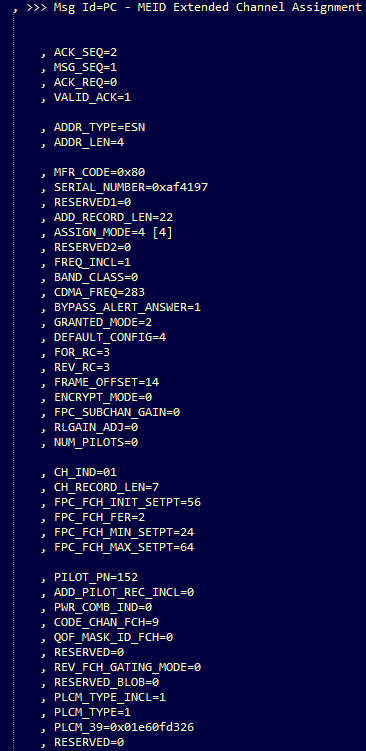 , >>> Msg Id=PC - MEID Extended Channel Assignment
, ACK_SEQ=2
, MSG_SEQ=1
, ACK_REQ=0
, VALID_ACK=1
, ADDR_TYPE=ESN
, ADDR_LEN=4
, MFR_CODE=0x80
, SERIAL_NUMBER=0xaf4197
, RESERVED1=0
, ADD_RECORD_LEN=22
, ASSIGN_MODE=4 [4]
, RESERVED2=0
, FREQ_INCL=1
, BAND_CLASS=0
, CDMA_FREQ=283
, BYPASS_ALERT_ANSWER=1
, GRANTED_MODE=2
, DEFAULT_CONFIG=4
, FOR_RC=3
, REV_RC=3
, FRAME_OFFSET=14
, ENCRYPT_MODE=0
, FPC_SUBCHAN_GAIN=0
, RLGAIN_ADJ=0
, NUM_PILOTS=0
, CH_IND=01
, CH_RECORD_LEN=7
, FPC_FCH_INIT_SETPT=56
, FPC_FCH_FER=2
, FPC_FCH_MIN_SETPT=24
, FPC_FCH_MAX_SETPT=64
, PILOT_PN=152
, ADD_PILOT_REC_INCL=0
, PWR_COMB_IND=0
, CODE_CHAN_FCH=9
, QOF_MASK_ID_FCH=0
, RESERVED=0
, REV_FCH_GATING_MODE=0
, RESERVED_BLOB=0
, PLCM_TYPE_INCL=1
, PLCM_TYPE=1
, PLCM_39=0x01e60fd326
, RESERVED=0